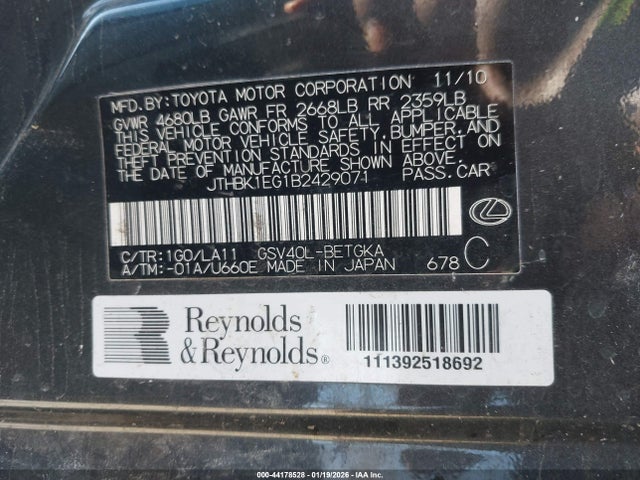 MFD.BY:TOYOTA MOTOR CORPORATION 11/10
GVWR 4680LB GAWR FR 2668LB RR 2359LB
THIS VEHICLE CONFORMS TO ALL APPLICABLE
FEDERAL MOTOR VEHICLE SAFETY, BUMPER, AND
THEFT PREVENTION STANDARDS IN EFFECT ON
THE DATE OF MANUFACTURE SHOWN ABOVE.
JTHBK1EG1B2429071 PASS.CAR
C/TR:1G0/LA11 GSV40L-BETGKA
A/TM:-01A/U660E MADE IN JAPAN 678 C
Reynolds
&Reynolds®
111392518692
000-44178528 - 01/19/2026 - IAA Inc.